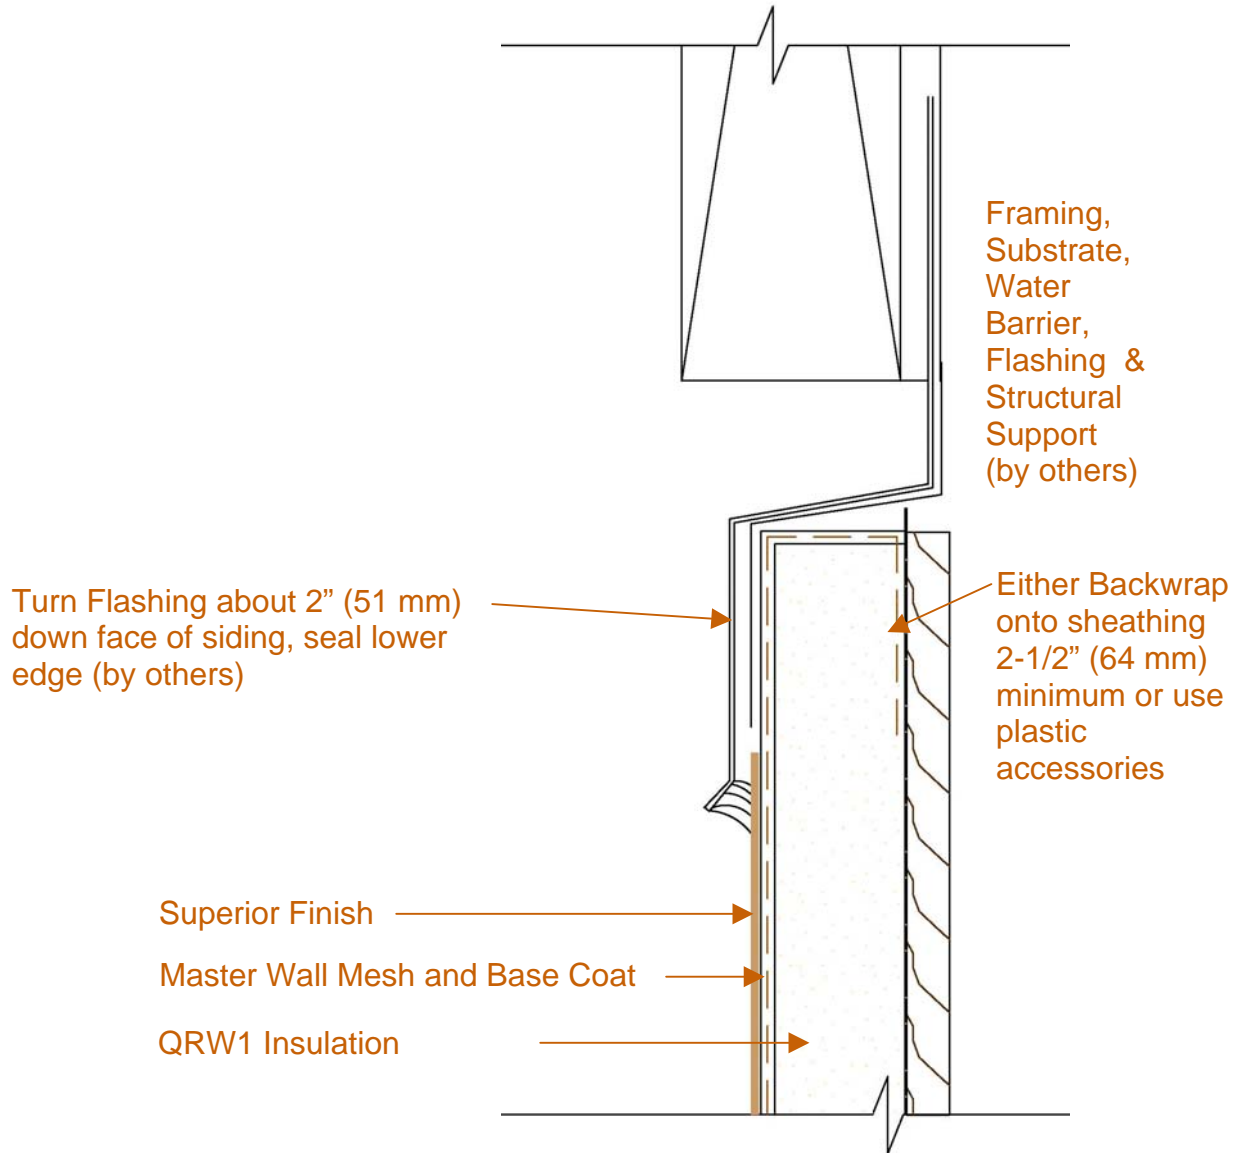 Framing,
Substrate,
Water
Barrier,
Flashing &
Structural
Support
(by others)
Turn Flashing about 2” (51 mm)
down face of siding, seal lower
edge (by others)
Either Backwrap
onto sheathing
2-1/2” (64 mm)
minimum or use
plastic
accessories
Superior Finish
Master Wall Mesh and Base Coat
QRW1 Insulation